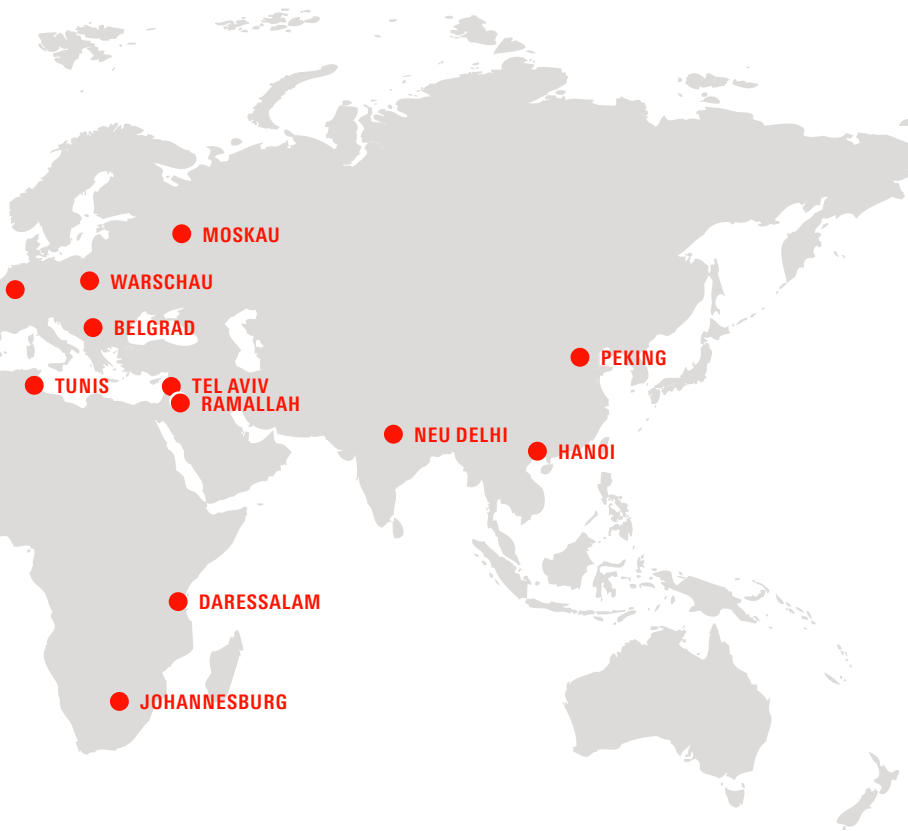 MOSKAU
WARSCHAU
BELGRAD
PEKING
TUNIS
TEL AVIV
RAMALLAH
NEU DELHI
HANOI
DARESSALAM
JOHANNESBURG